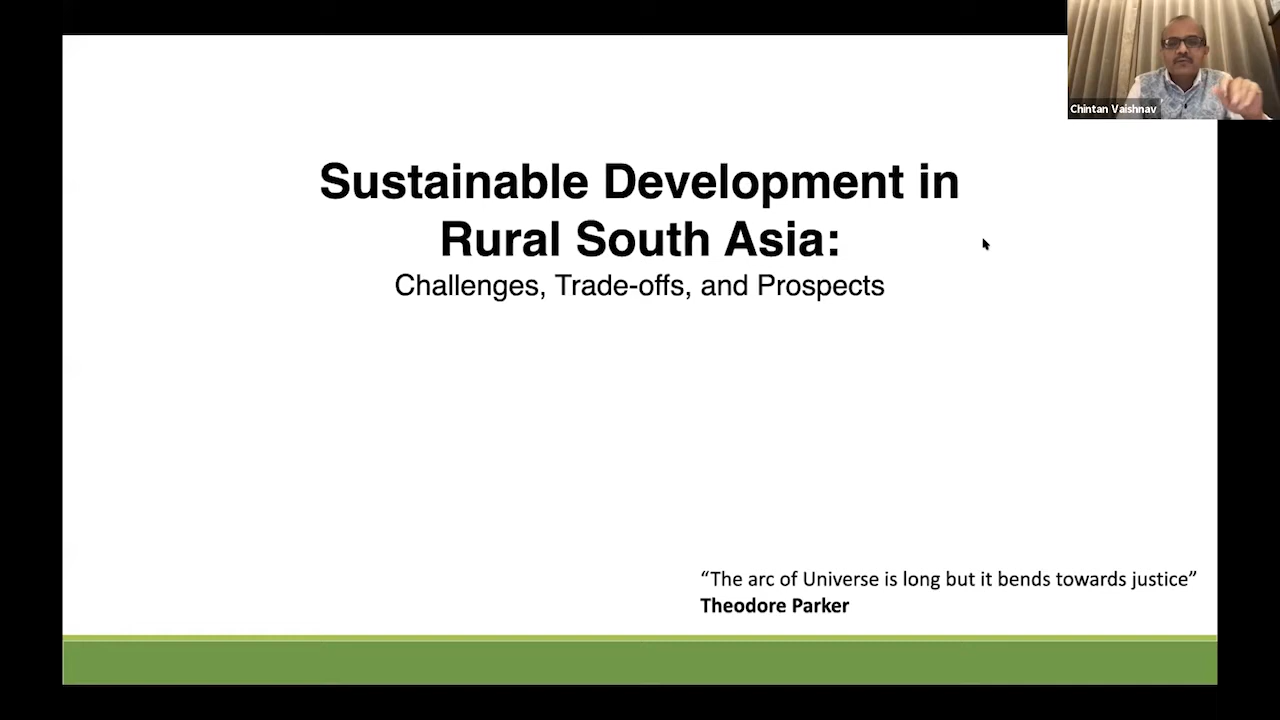 Chintan Vaishnav
Sustainable Development in
Rural South Asia:
Challenges, Trade-offs, and Prospects
“The arc of Universe is long but it bends towards justice”
Theodore Parker